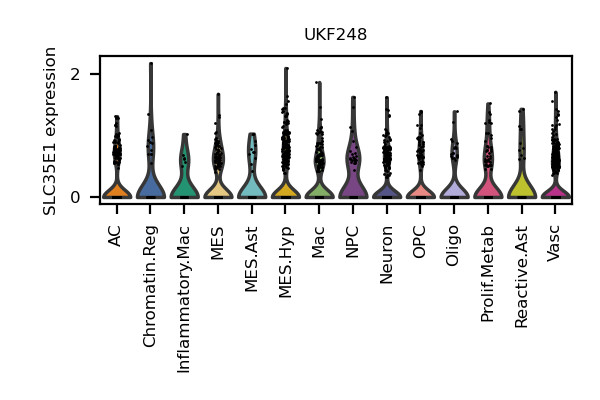 UKF248
SLC35E1 expression
2
0
AC
Chromatin.Reg
Inflammatory.Mac
MES
MES.Ast
MES.Hyp
Mac
NPC
Neuron
OPC
Oligo
Prolif.Metab
Reactive.Ast
Vasc